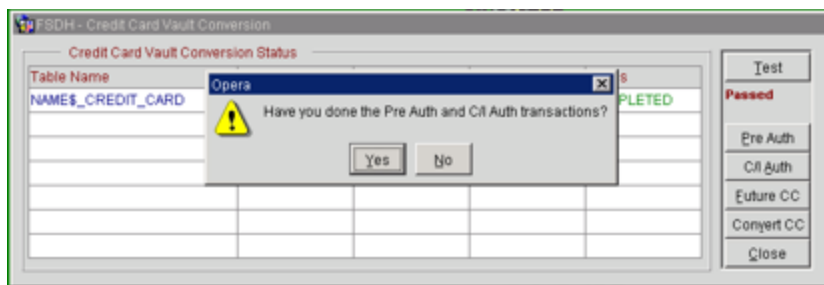 FSDH - Credit Card Vault Conversion
Credit Card Vault Conversion Status
Table Name
s
NAME$_CREDIT_CARD
PLETED
Opera
Have you done the Pre Auth and C/I Auth transactions?
Yes
No
Test
Passed
Pre Auth
C/I Auth
Future CC
Convert CC
Close